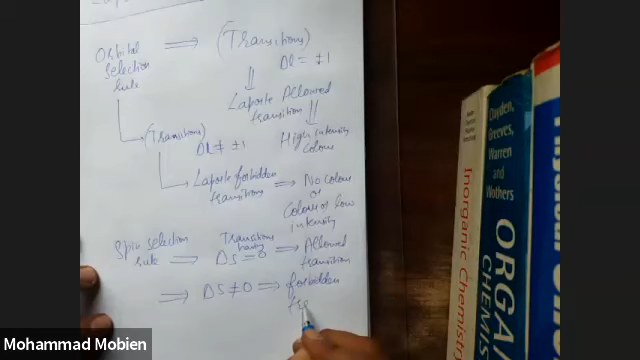 Orbital selection rule ⟹ (Transitions)
Δl = ±1
⇓
Laporte Allowed transition
⇓
High intensity colour
(Transitions)
Δl ≠ ±1
Laporte forbidden transitions ⟹ No colour or Colour of low intensity
Spin selection rule ⟹ Transitions having ΔS = 0 ⟹ Allowed transition
⟹ ΔS ≠ 0 ⟹ forbidden
Inorganic Chemistry
Clayden,
Greeves,
Warren
and
Wothers
ORGA
CHEMIS
Mohammad Mobien